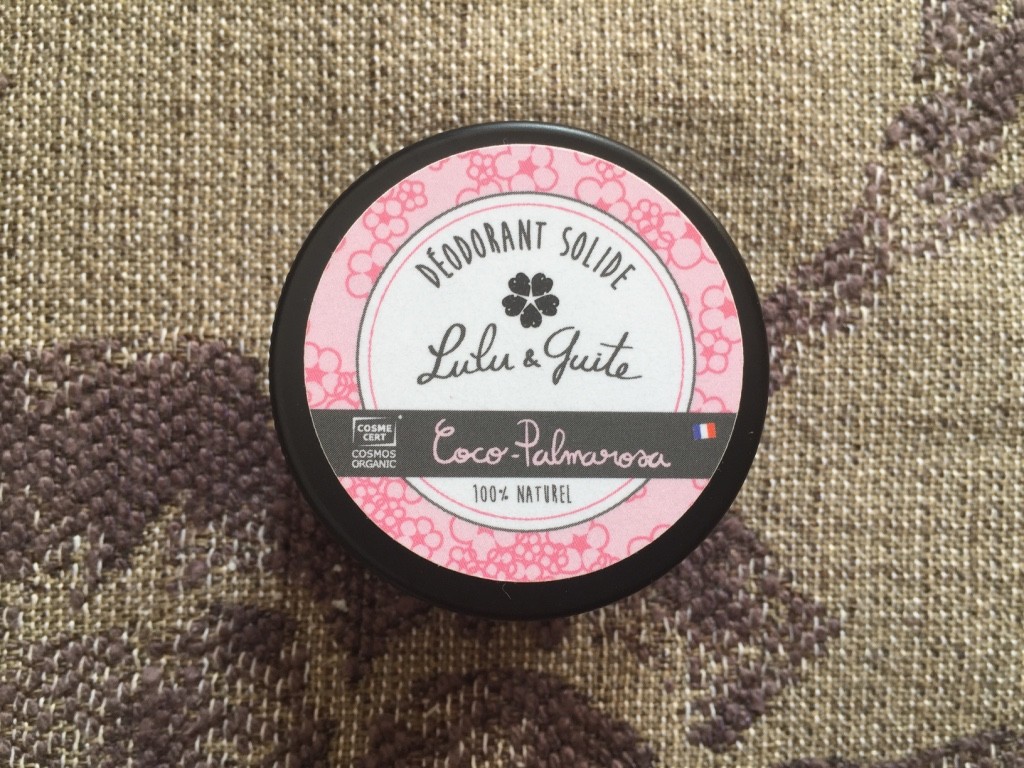 DÉODORANT SOLIDE
Lulu & Guite
COSME
CERT
COSMOS
ORGANIC
Coco-Palmarosa
100% NATUREL